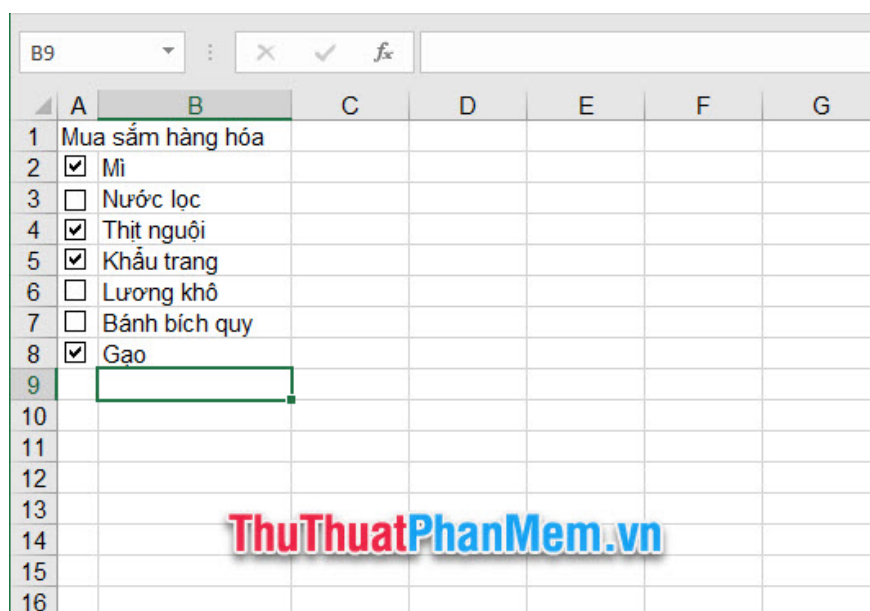 B9 fx
A B C D E F G
1 Mua sắm hàng hóa
2 Mì
3 Nước lọc
4 Thịt nguội
5 Khẩu trang
6 Lương khô
7 Bánh bích quy
8 Gạo
9
10
11
12
13
14
15
16
ThuThuatPhanMem.vn